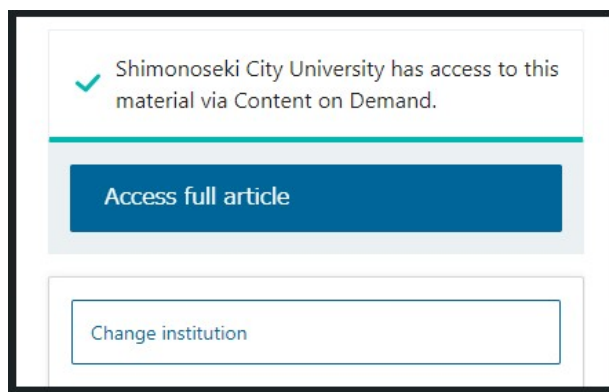 Shimonoseki City University has access to this
material via Content on Demand.
Access full article
Change institution